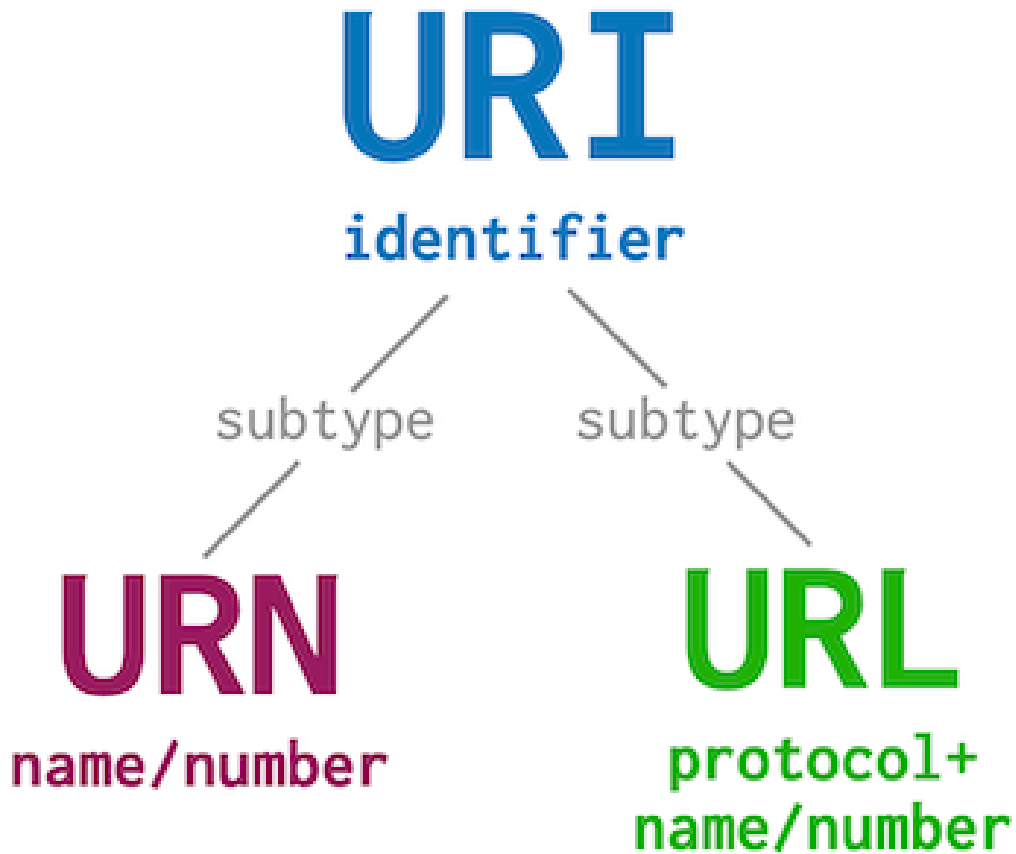 URI
identifier
subtype subtype
URN URL
name/number
protocol+
name/number